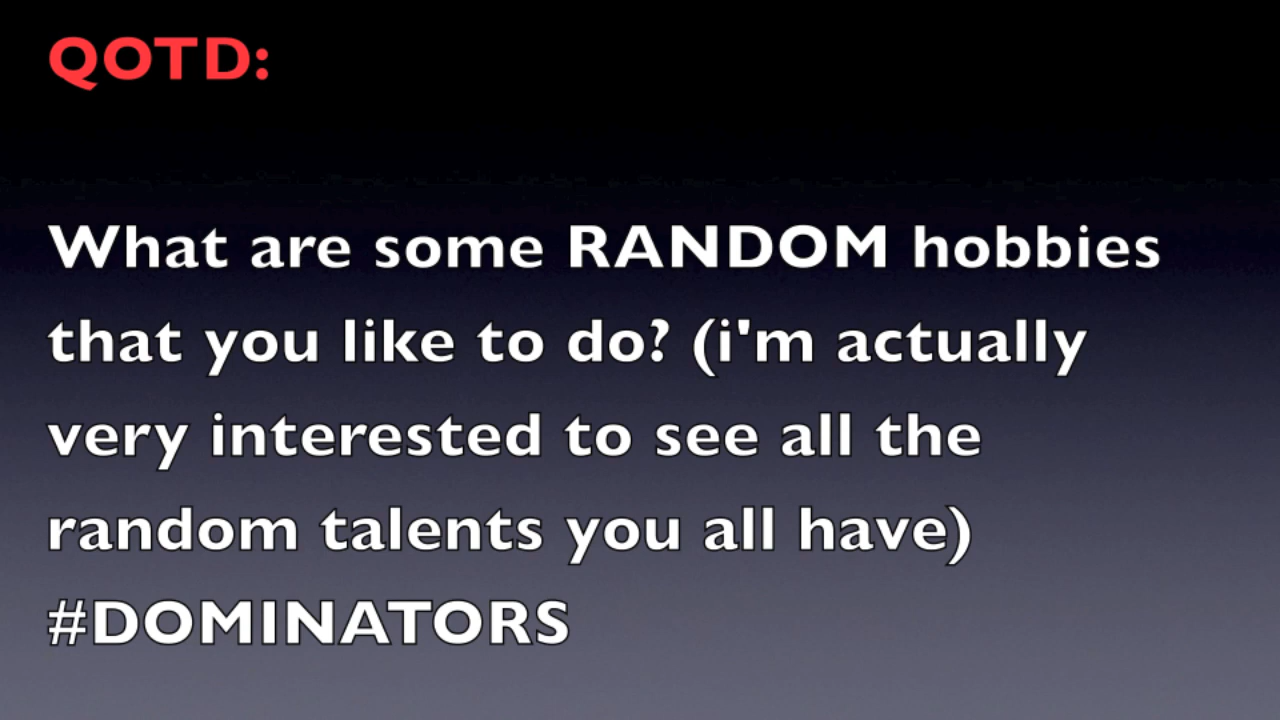 QOTD:
What are some RANDOM hobbies
that you like to do? (i'm actually
very interested to see all the
random talents you all have)
#DOMINATORS